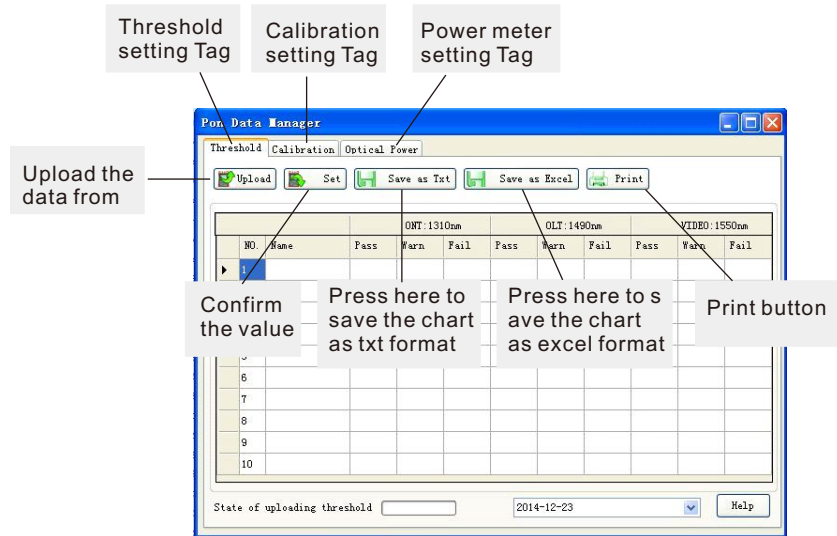 Threshold
setting Tag
Calibration
setting Tag
Power meter
setting Tag
Pon Data Manager
Threshold Calibration Optical Power
Upload the
data from
Upload Set Save as Txt Save as Excel Print
ONT:1310nm OLT:1490nm VIDEO:1550nm
NO. Name Pass Warn Fail Pass Warn Fail Pass Warn Fail
1
Confirm
the value
Press here to
save the chart
as txt format
Press here to s
ave the chart
as excel format
Print button
6
7
8
9
10
State of uploading threshold 2014-12-23 Help